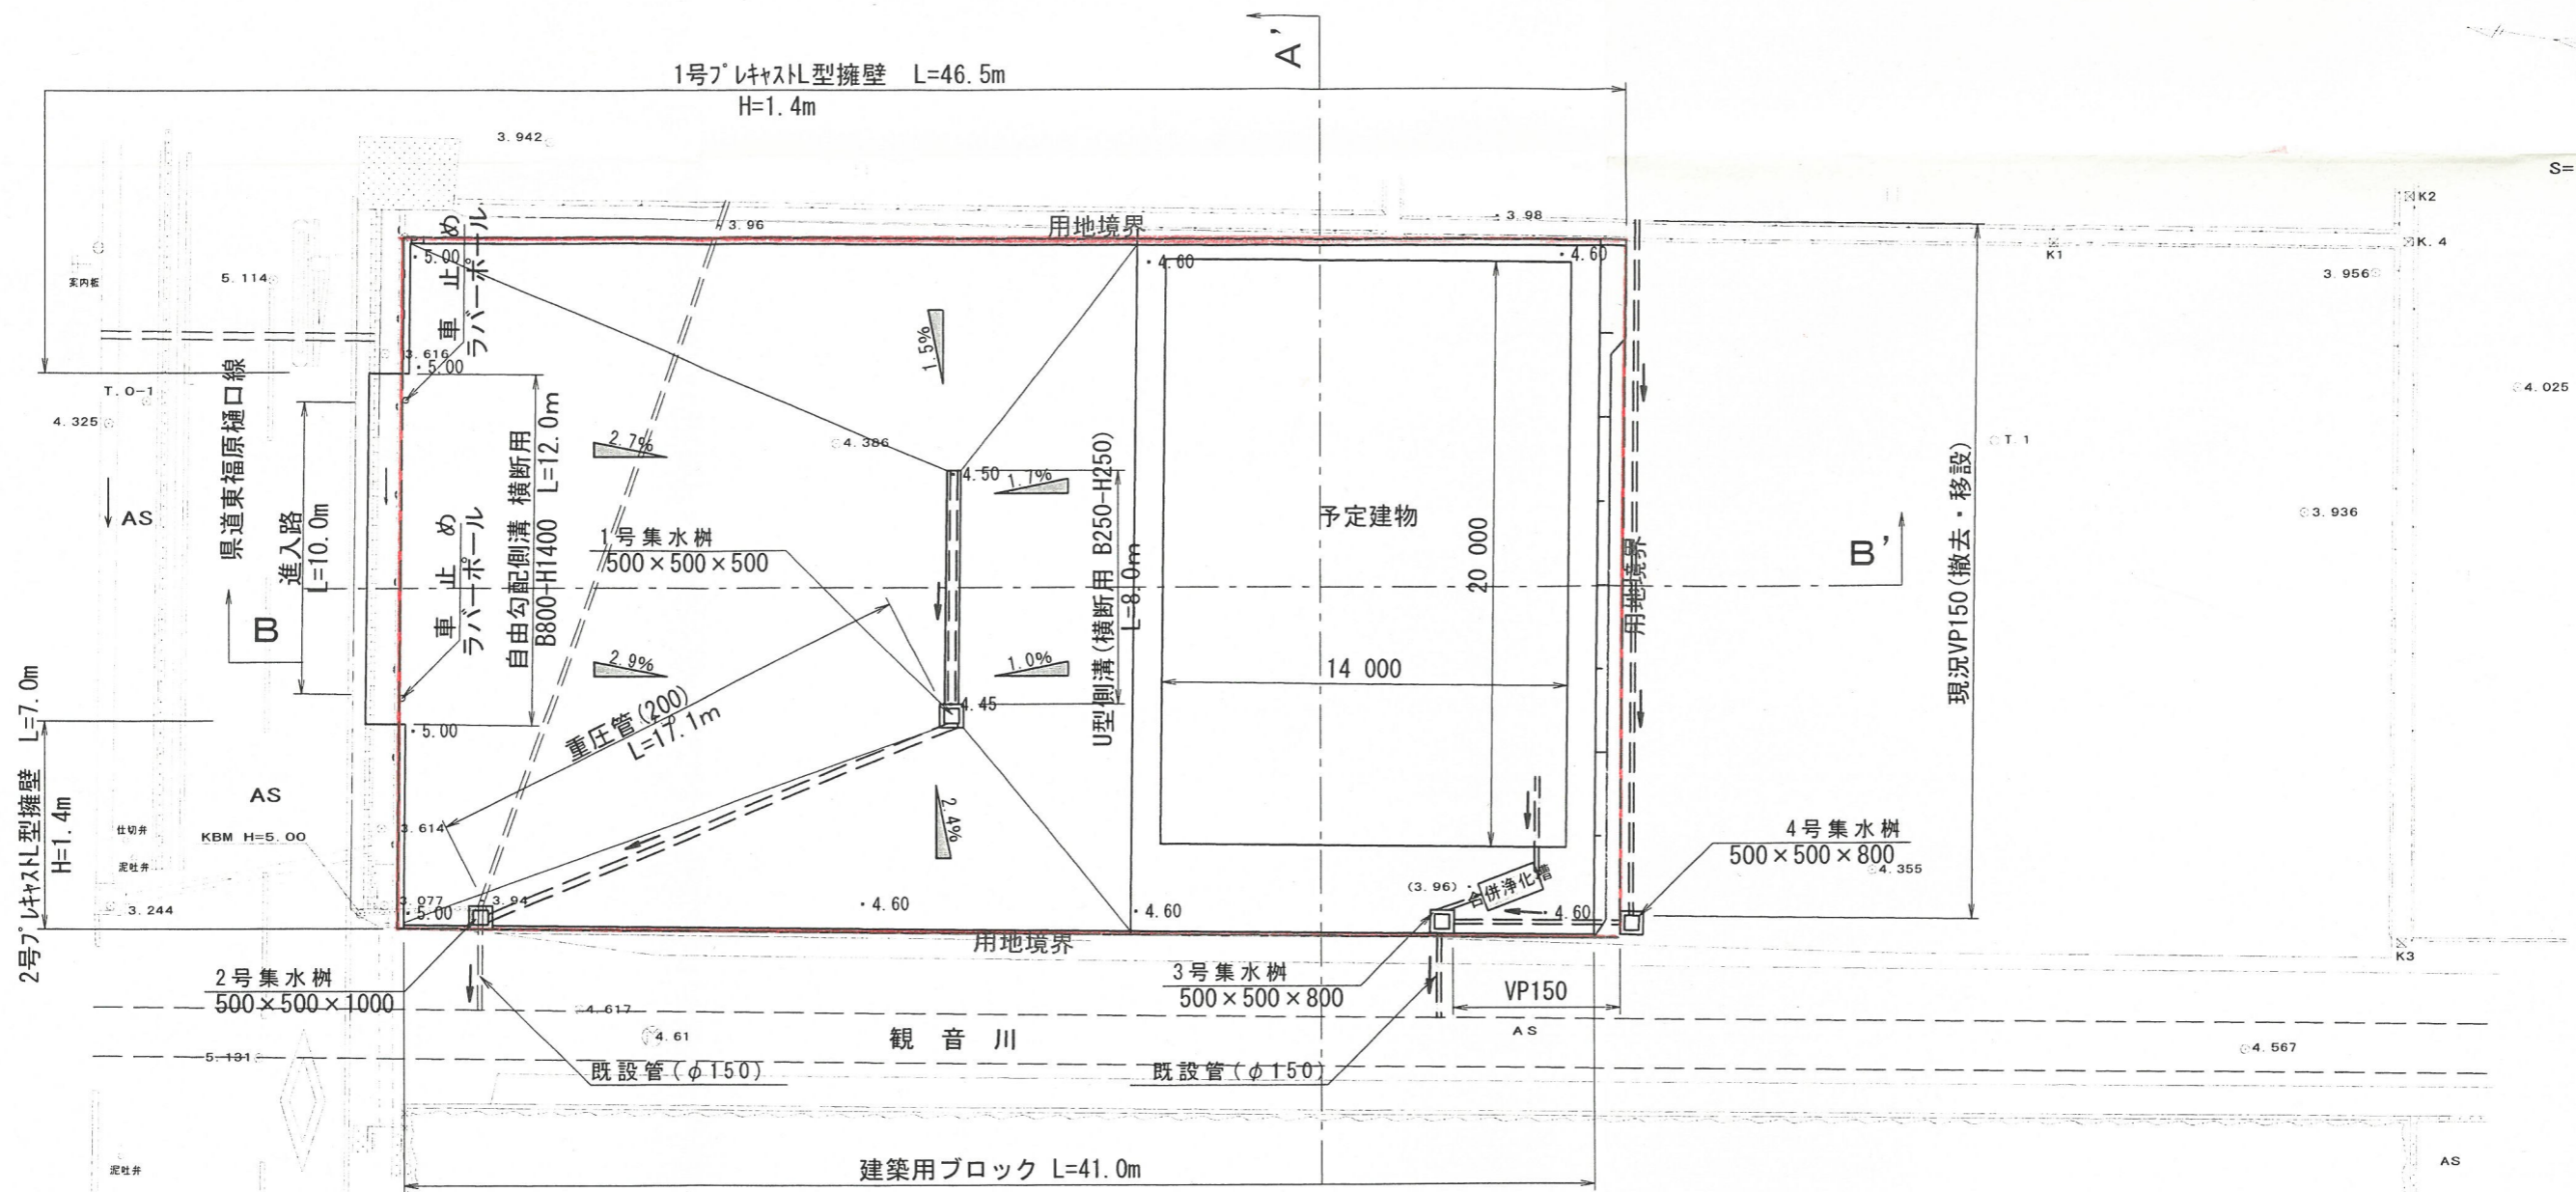 A'
1号ﾌﾟﾚｷｬｽﾄL型擁壁 L=46.5m
H=1.4m
3.942
S=
K2
3.96
用地境界
3.98
K.4
K1
3.956
5.00
4.60
4.60
案内板
5.114
車止め
ラバーポール
1.5%
3.616
5.00
T.0-1
4.325
4.025
県道東福原樋口線
進入路
L=10.0m
自由勾配側溝 横断用
B800-H1400 L=12.0m
2.7%
4.386
T.1
4.50
1.7%
U型側溝(横断用 B250-H250)
L=8.0m
現況VP150(撤去・移設)
AS
3.936
予定建物
20 000
1号集水桝
500×500×500
用地境界
B'
B
車止め
ラバーポール
2.9%
1.0%
14 000
重圧管(200)
L=17.1m
4.45
5.00
2号ﾌﾟﾚｷｬｽﾄL型擁壁 L=7.0m
H=1.4m
AS
2.4%
仕切弁
KBM H=5.00
3.614
4号集水桝
500×500×800
4.355
泥吐弁
(3.96)
合併浄化槽
3.244
3.077
3.94
5.00
4.60
4.60
4.60
用地境界
K3
2号集水桝
500×500×1000
3号集水桝
500×500×800
VP150
4.617
4.61
観音川
AS
5.131
4.567
既設管(φ150)
既設管(φ150)
泥吐弁
建築用ブロック L=41.0m
AS